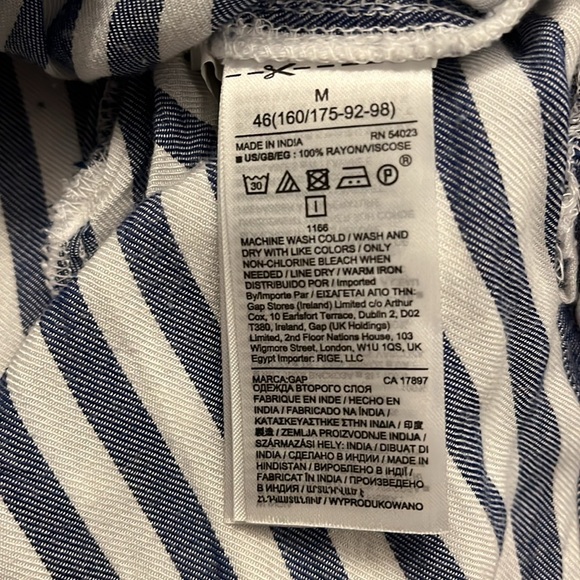 M
46(160/175-92-98)
MADE IN INDIA RN 54023
■ US/GB/EG : 100% RAYON/VISCOSE
30 P ®
I
1166
MACHINE WASH COLD / WASH AND
DRY WITH LIKE COLORS / ONLY
NON-CHLORINE BLEACH WHEN
NEEDED / LINE DRY / WARM IRON
DISTRIBUIDO POR / Imported
By/Importe Par / ΕΙΣΑΓΕΤΑΙ ΑΠΟ ΤΗΝ:
Gap Stores (Ireland) Limited c/o Arthur
Cox, 10 Earlsfort Terrace, Dublin 2, D02
T380, Ireland, Gap (UK Holdings)
Limited, 2nd Floor Nations House, 103
Wigmore Street, London, W1U 1QS, UK
Egypt Importer: RIGE, LLC
MARCA:GAP CA 17897
ОДЕЖДА ВТОРОГО СЛОЯ
FABRIQUE EN INDE / HECHO EN
INDIA / FABRICADO NA ÍNDIA /
ΚΑΤΑΣΚΕΥΑΣΤΗΚΕ ΣΤΗΝ ΙΝΔΙΑ / 印度
製造 / ZEMLJA PROIZVODNJE INDIJA /
SZÁRMAZÁSI HELY: INDIA / DIBUAT DI
INDIA / СДЕЛАНО В ИНДИИ / MADE IN
HINDISTAN / ВИРОБЛЕНО В ІНДІЇ /
FABRICAT ÎN INDIA / ПРОИЗВЕДЕНО
В ИНДИЯ /
/ WYPRODUKOWANO